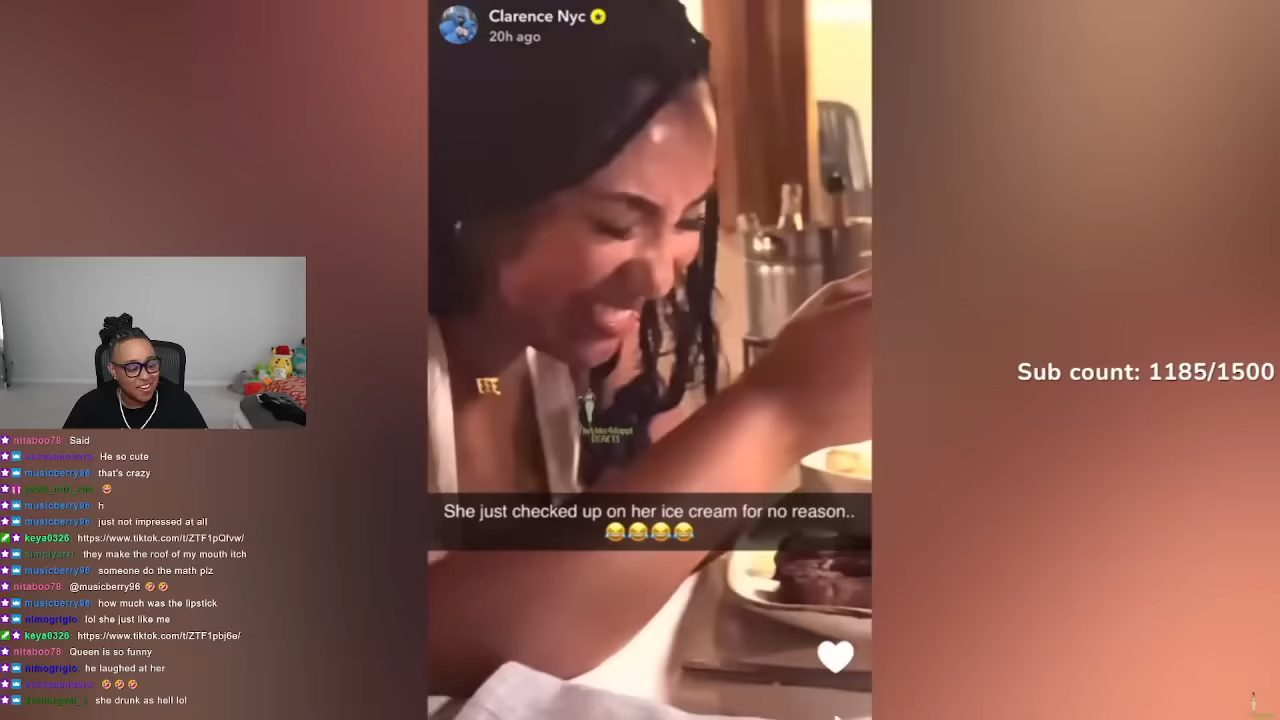 Clarence Nyc
20h ago
EFE
REACTS
She just checked up on her ice cream for no reason..
😂😂😂😂
Sub count: 1185/1500
nitaboo78 Said
He so cute
musicberry96 that's crazy
😂
musicberry96 h
musicberry96 just not impressed at all
keya0326 https://www.tiktok.com/t/ZTF1pQfvw/
they make the roof of my mouth itch
musicberry96 someone do the math plz
nitaboo78 @musicberry96 🤣 🤣
musicberry96 how much was the lipstick
nimogrigio lol she just like me
keya0326 https://www.tiktok.com/t/ZTF1pbj6e/
nitaboo78 Queen is so funny
nimogrigio he laughed at her
🤣 🤣 🤣
she drunk as hell lol